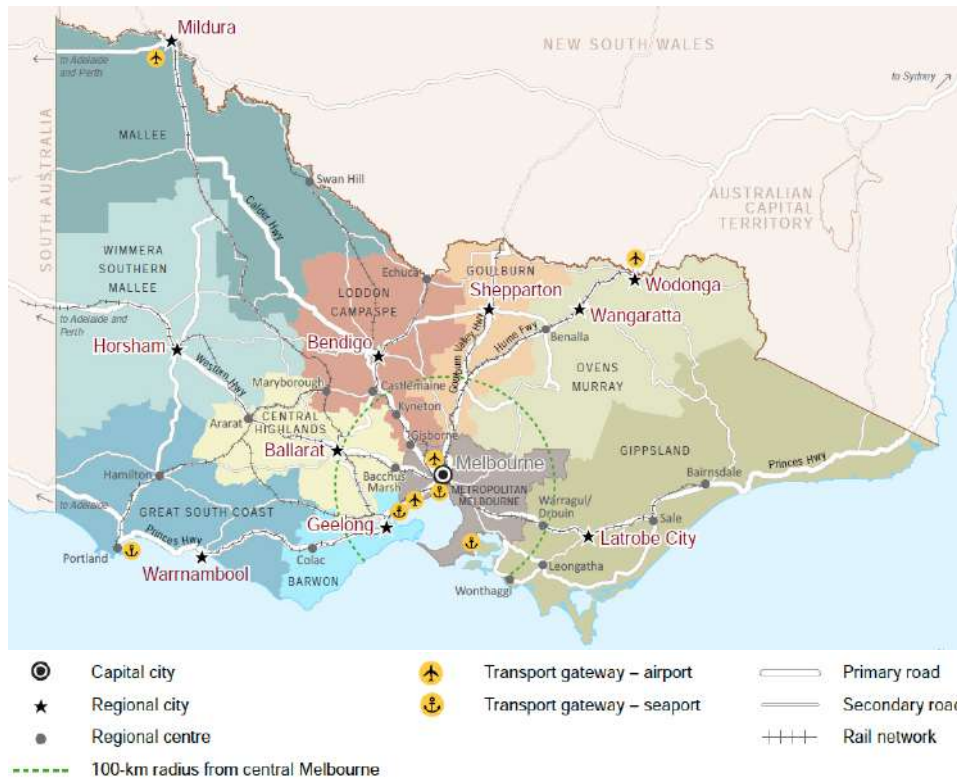 Mildura
NEW SOUTH WALES
to Adelaide
and Perth
to Sydney
MALLEE
SOUTH AUSTRALIA
Swan Hill
AUSTRALIAN
CAPITAL
TERRITORY
Calder Hwy
WIMMERA
SOUTHERN
MALLEE
Echuca
GOULBURN
LODDON
CAMPASPE
Shepparton
Wodonga
Wangaratta
to Adelaide and Perth
Horsham
Bendigo
Goulburn Valley Hwy
Hume Fwy
Benalla
Western Hwy
Maryborough
Castlemaine
OVENS
MURRAY
Kyneton
Ararat
CENTRAL
HIGHLANDS
Gisborne
GIPPSLAND
Ballarat
Melbourne
Princes Hwy
Hamilton
Bacchus
Marsh
METROPOLITAN
MELBOURNE
Bairnsdale
to Adelaide
GREAT SOUTH COAST
Warragul/
Drouin
Geelong
Sale
Princes Hwy
Latrobe City
Portland
Colac
Leongatha
Warrnambool
BARWON
Wonthaggi
Capital city
Transport gateway – airport
Primary road
Regional city
Transport gateway – seaport
Secondary road
Regional centre
Rail network
100-km radius from central Melbourne